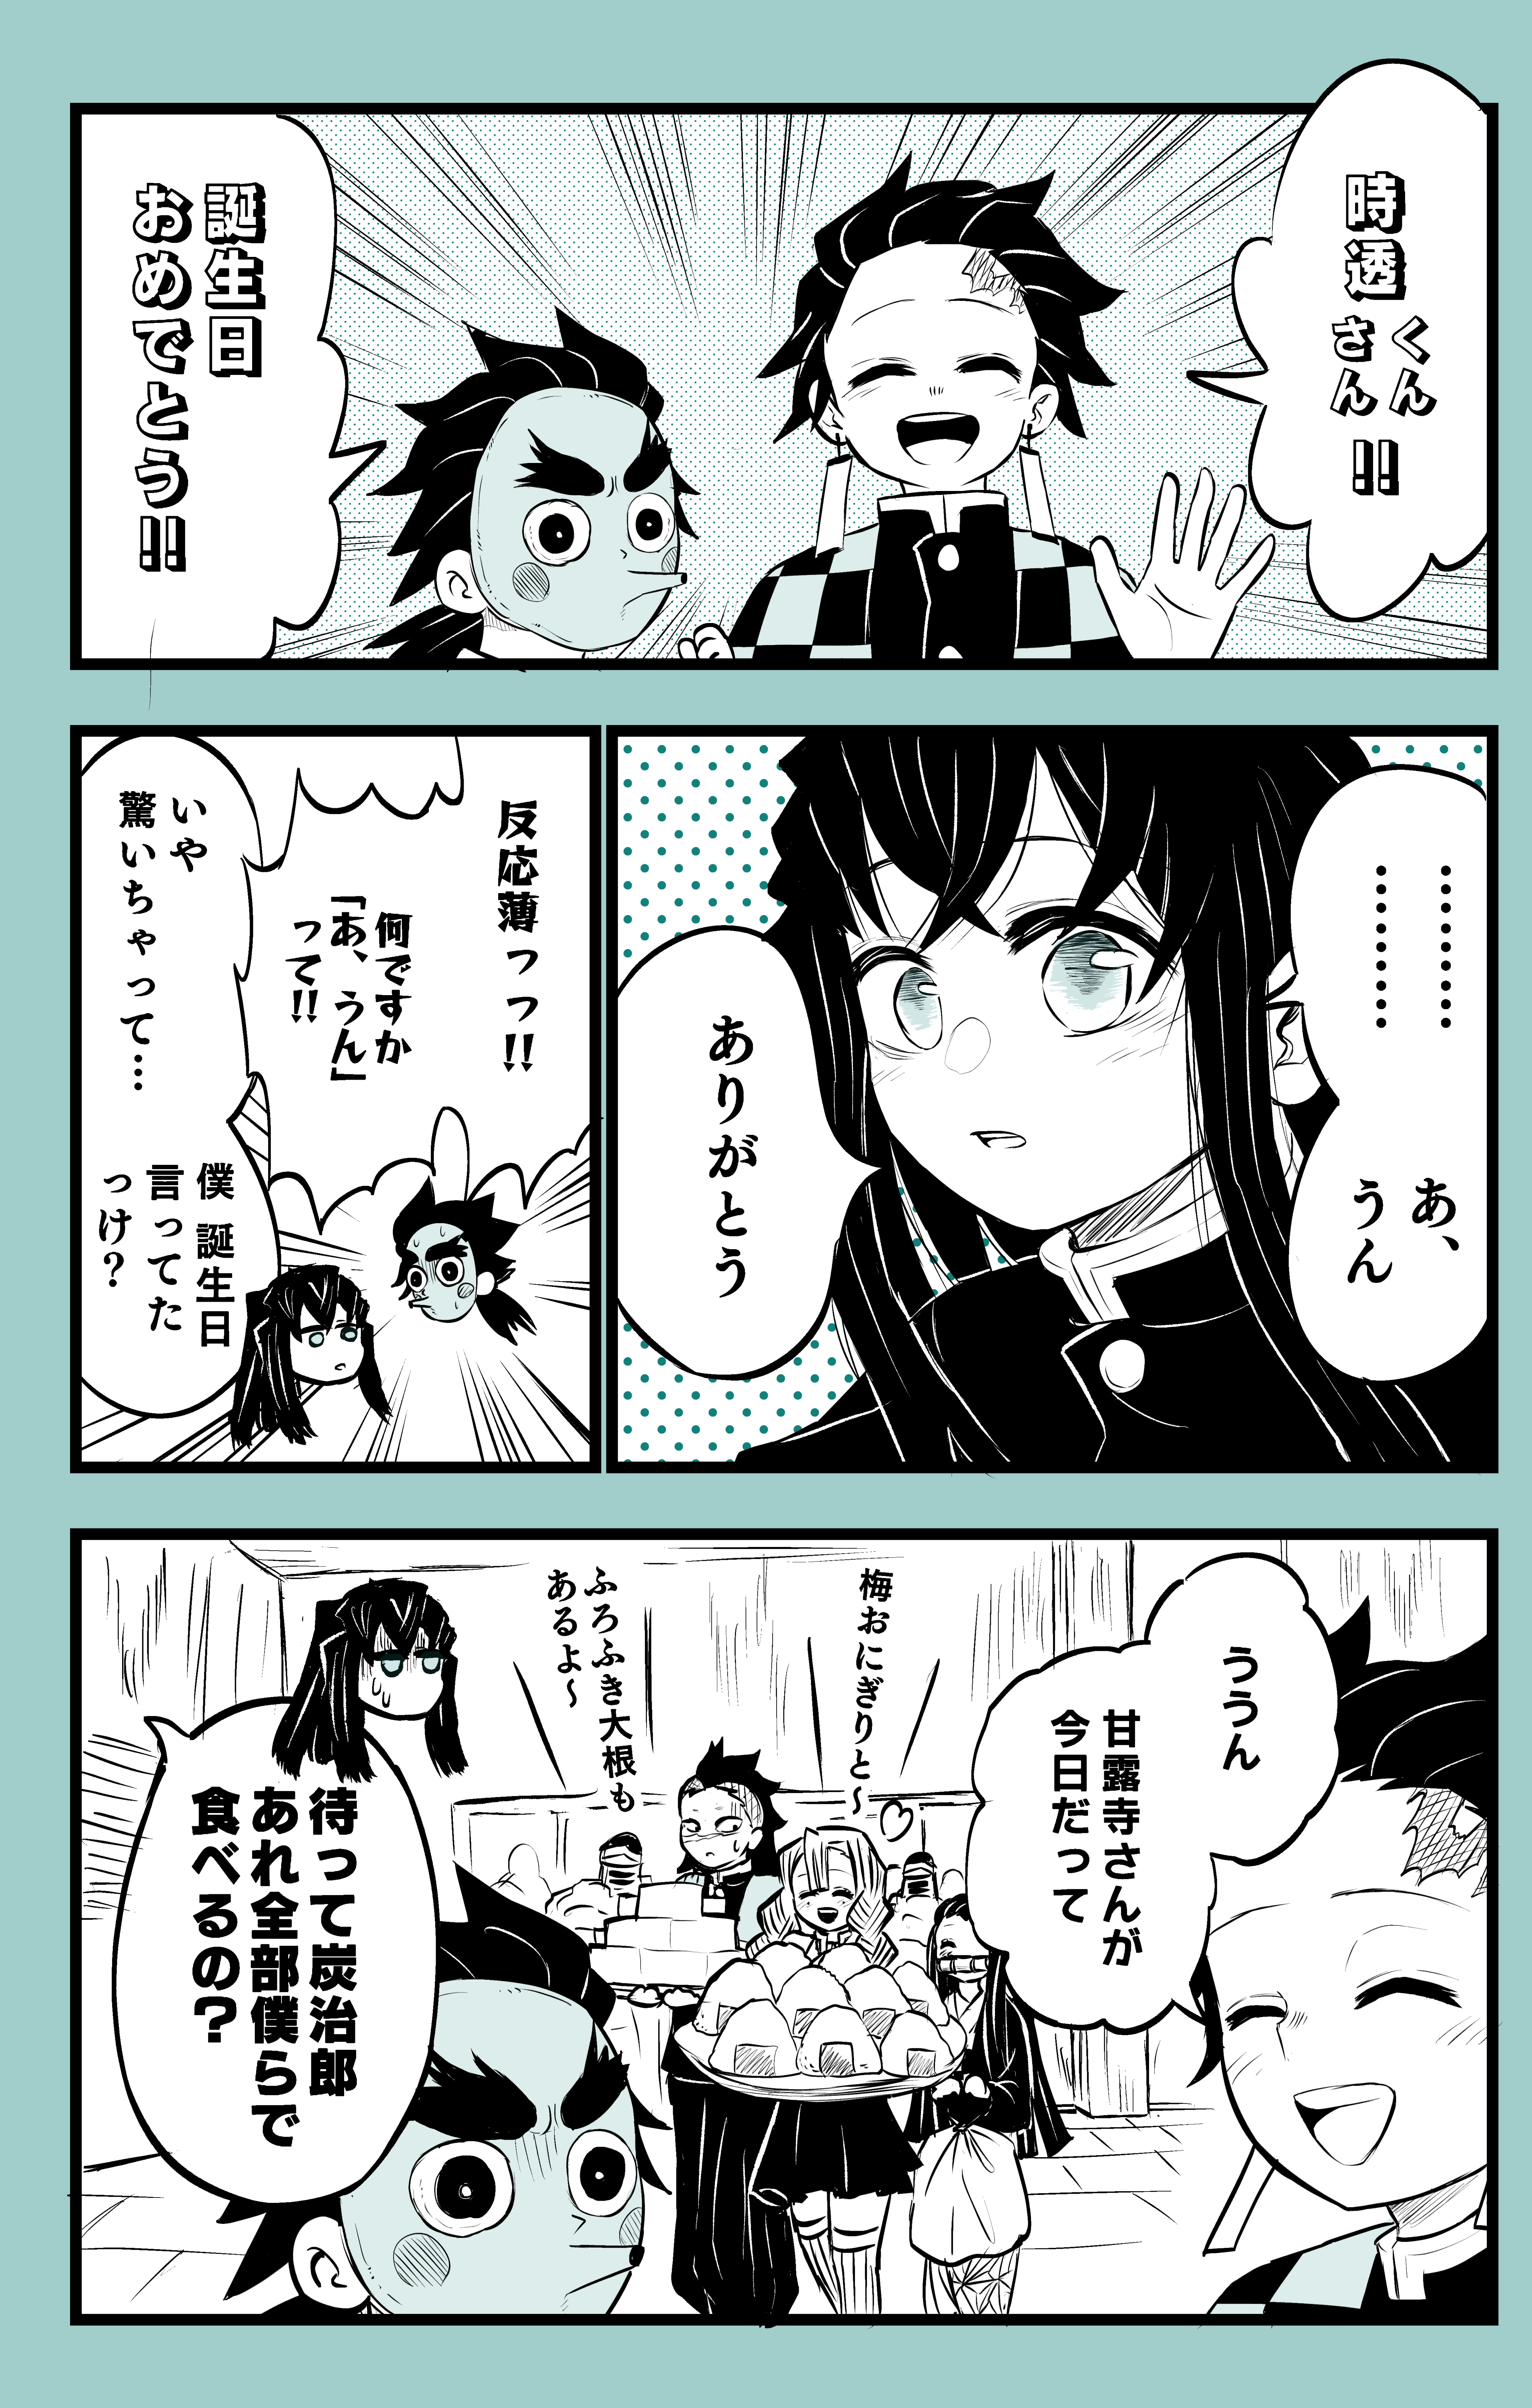 時透
くん
さん
!!
誕生日
おめでとう!!
………
………
あ、
うん
ありがとう
反応薄っっ!!
何ですか
「あ、うん」
って!!
いや
驚いちゃって…
僕 誕生日
言ってた
っけ?
ううん
甘露寺さんが
今日だって
梅おにぎりと~
ふろふき大根も
あるよ~
待って炭治郎
あれ全部僕らで
食べるの?